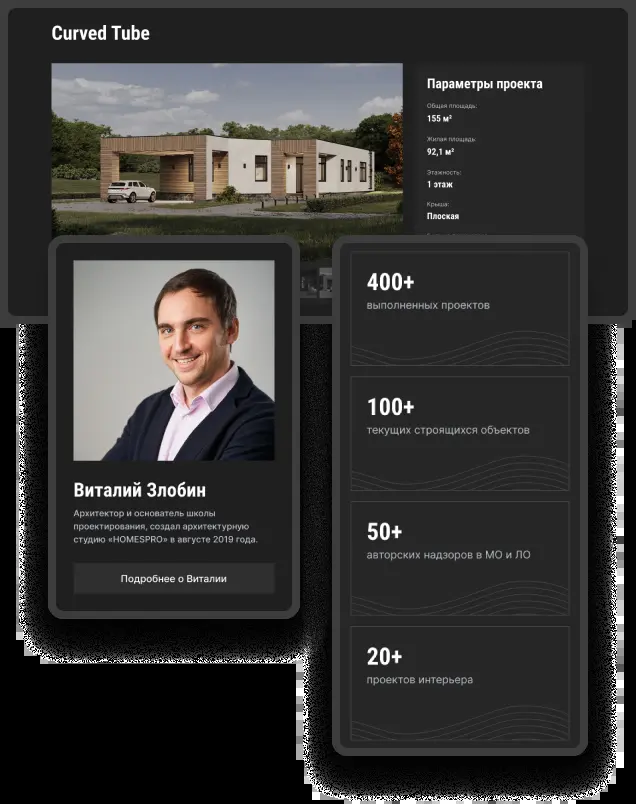 Curved Tube
Параметры проекта
Общая площадь:
155 м²
Жилая площадь:
92,1 м²
Этажность:
1 этаж
Крыша:
Плоская
Виталий Злобин
Архитектор и основатель школы
проектирования, создал архитектурную
студию «HOMESPRO» в августе 2019 года.
Подробнее о Виталии
400+
выполненных проектов
100+
текущих строящихся объектов
50+
авторских надзоров в МО и ЛО
20+
проектов интерьера